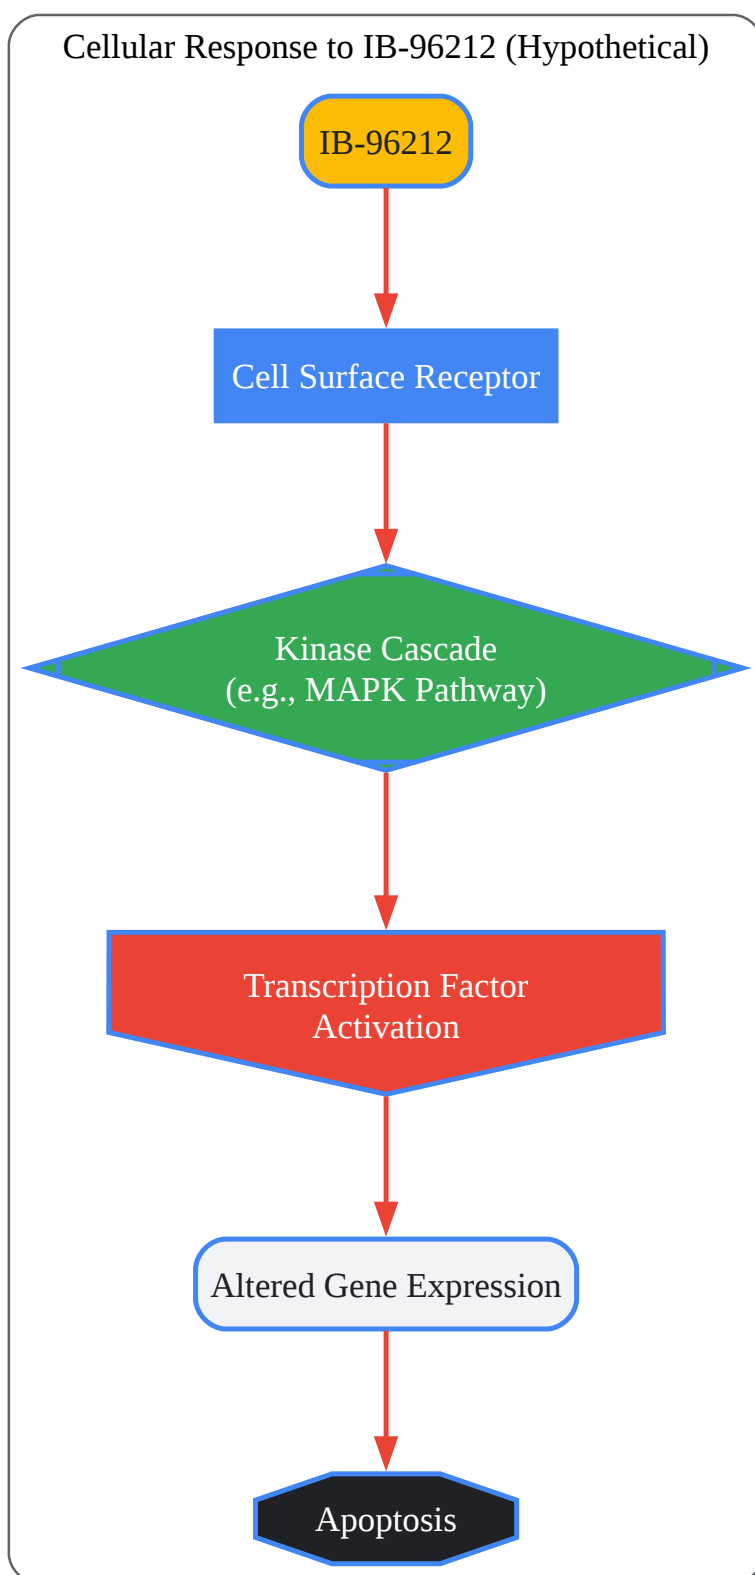 Cellular Response to IB-96212 (Hypothetical)
IB-96212
Cell Surface Receptor
Kinase Cascade
(e.g., MAPK Pathway)
Transcription Factor
Activation
Altered Gene Expression
Apoptosis